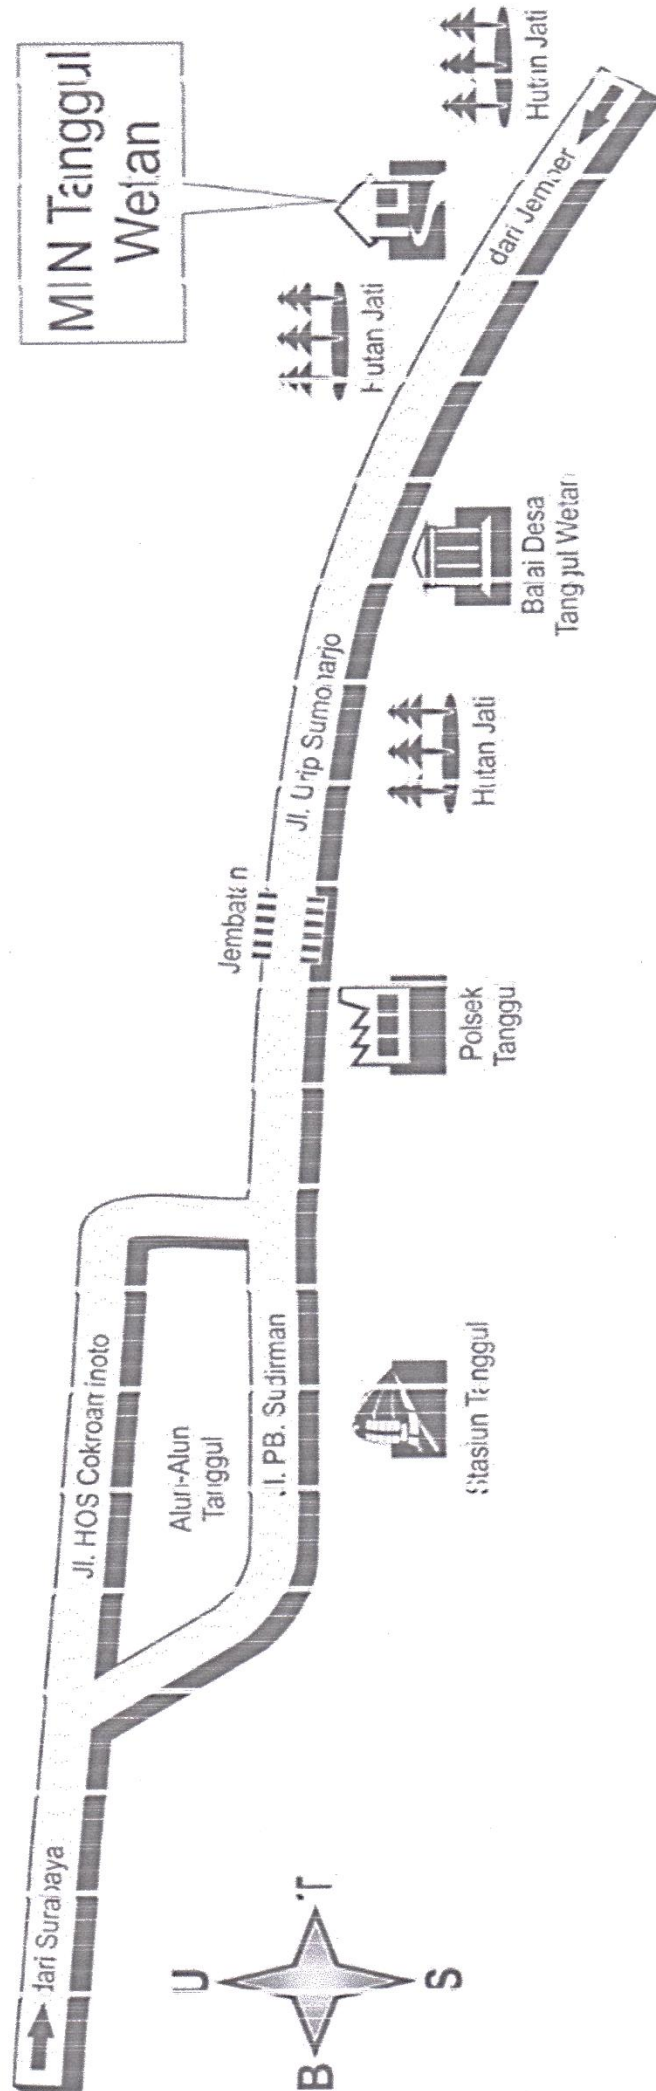 MIN Tanggul
Wetan
Hutan Jati
Hutan Jati
dari Jember
Balai Desa
Tanggul Wetan
Jl. Urip Sumoharjo
Hutan Jati
Jembatan
Polsek
Tanggul
Jl. HOS Cokroaminoto
Alun-Alun
Tanggul
Jl. PB. Sudirman
Stasiun Tanggul
dari Surabaya
U
T
B
S